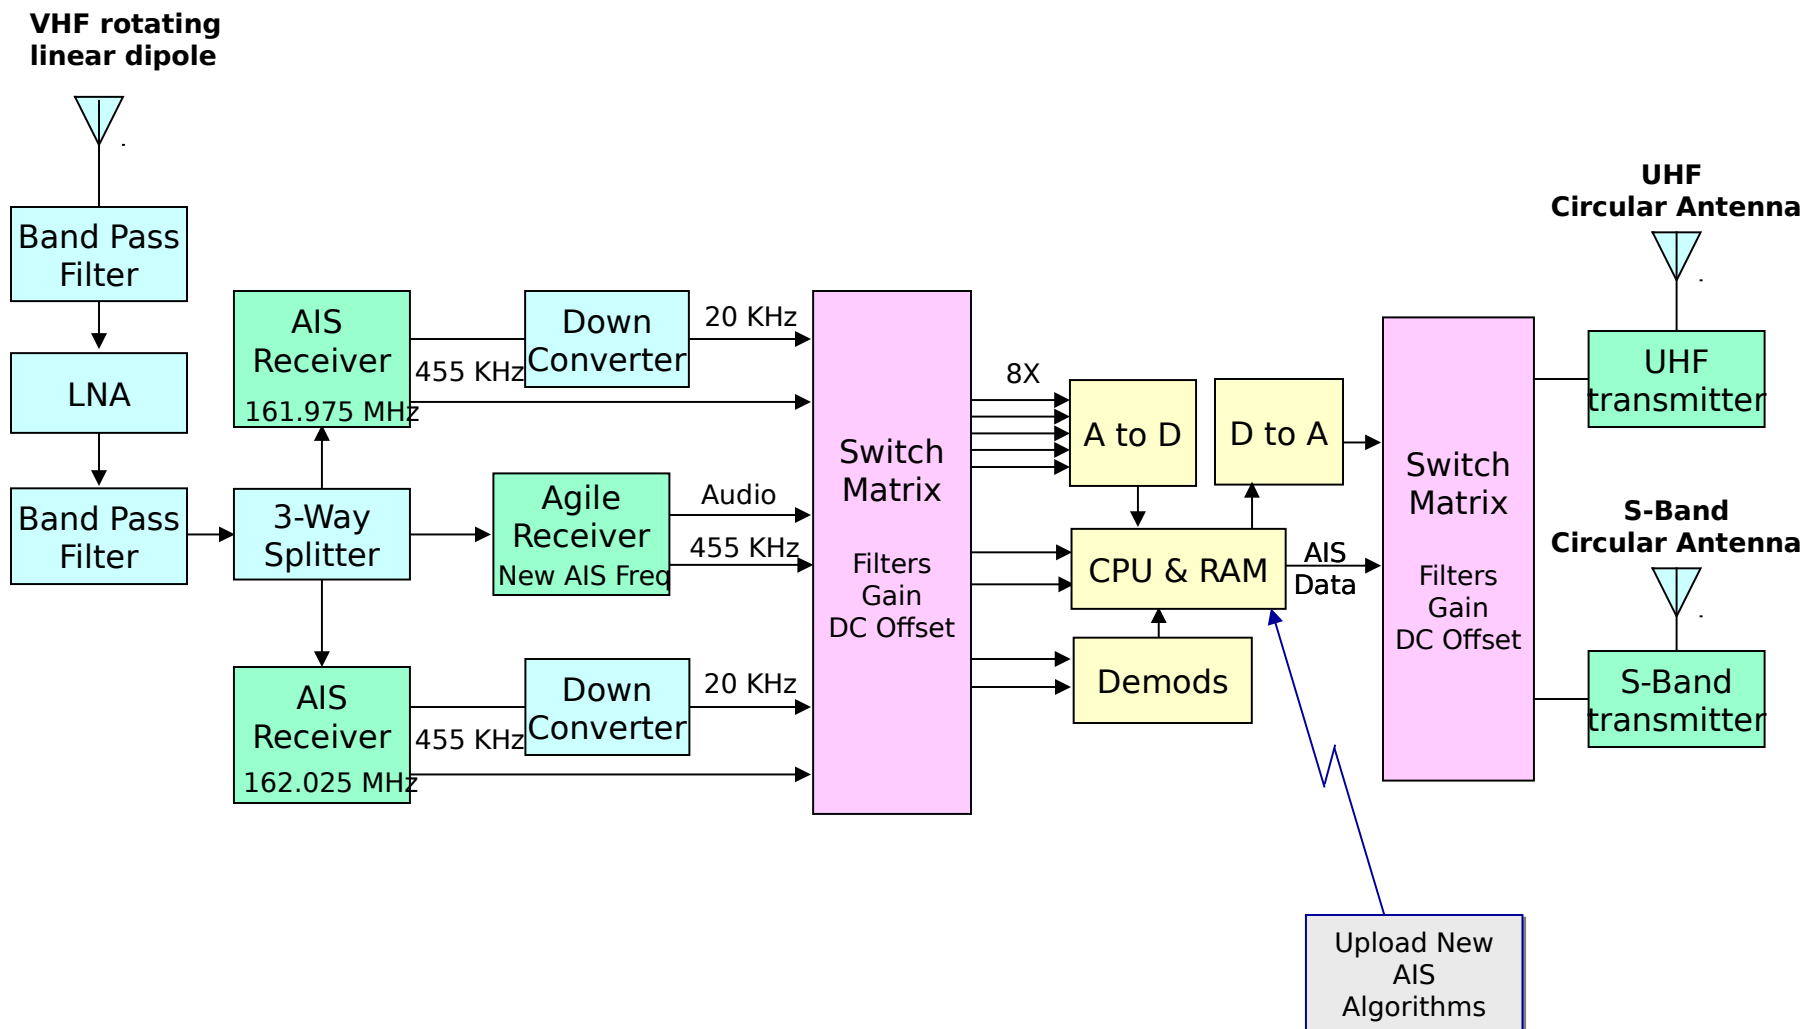 VHF rotating
linear dipole
Band Pass
Filter
LNA
Band Pass
Filter
3-Way
Splitter
AIS
Receiver
161.975 MHz
455 KHz
Down
Converter
20 KHz
Agile
Receiver
New AIS Freq
Audio
455 KHz
AIS
Receiver
162.025 MHz
455 KHz
Down
Converter
20 KHz
Switch
Matrix
Filters
Gain
DC Offset
8X
A to D
D to A
CPU & RAM
Demods
AIS
Data
Switch
Matrix
Filters
Gain
DC Offset
UHF
Circular Antenna
UHF
transmitter
S-Band
Circular Antenna
S-Band
transmitter
Upload New
AIS
Algorithms